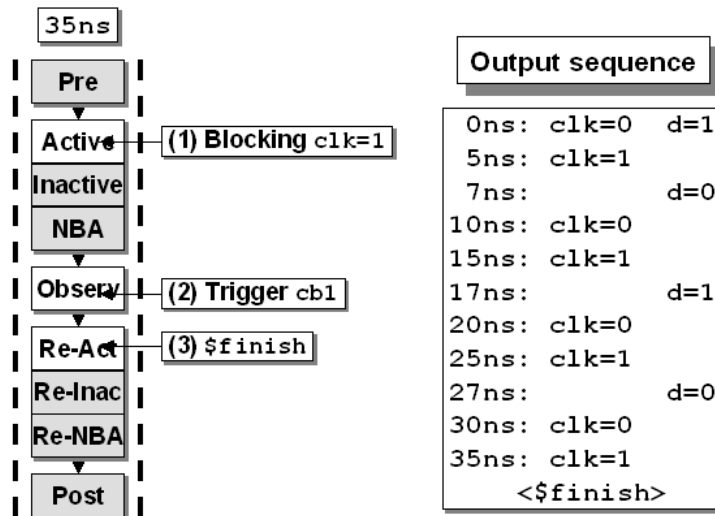 35ns
Pre
Active
(1) Blocking clk=1
Inactive
NBA
Observ
(2) Trigger cb1
Re-Act
(3) $finish
Re-Inac
Re-NBA
Post
Output sequence
0ns: clk=0 d=1
5ns: clk=1
7ns: d=0
10ns: clk=0
15ns: clk=1
17ns: d=1
20ns: clk=0
25ns: clk=1
27ns: d=0
30ns: clk=0
35ns: clk=1
<$finish>